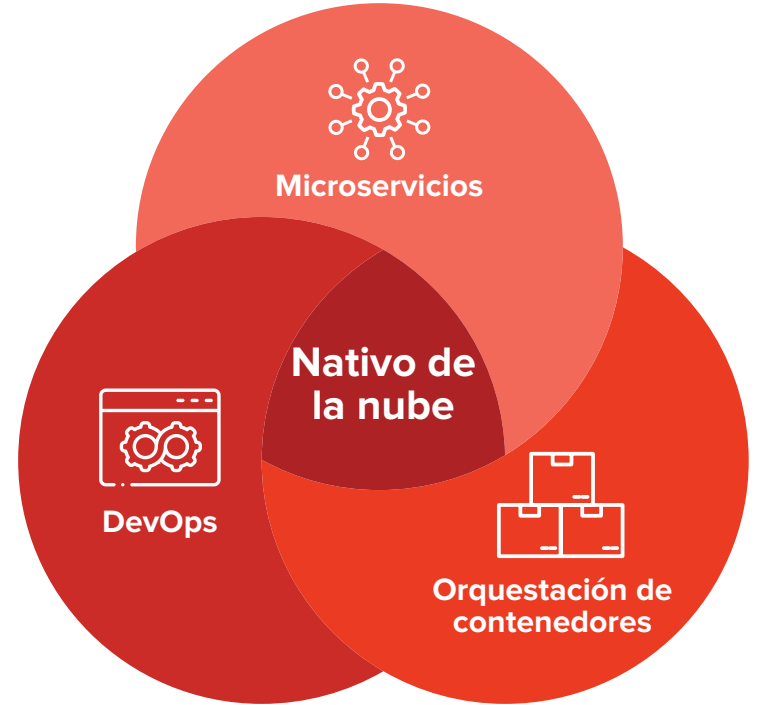 Microservicios
Nativo de
la nube
DevOps
Orquestación de
contenedores